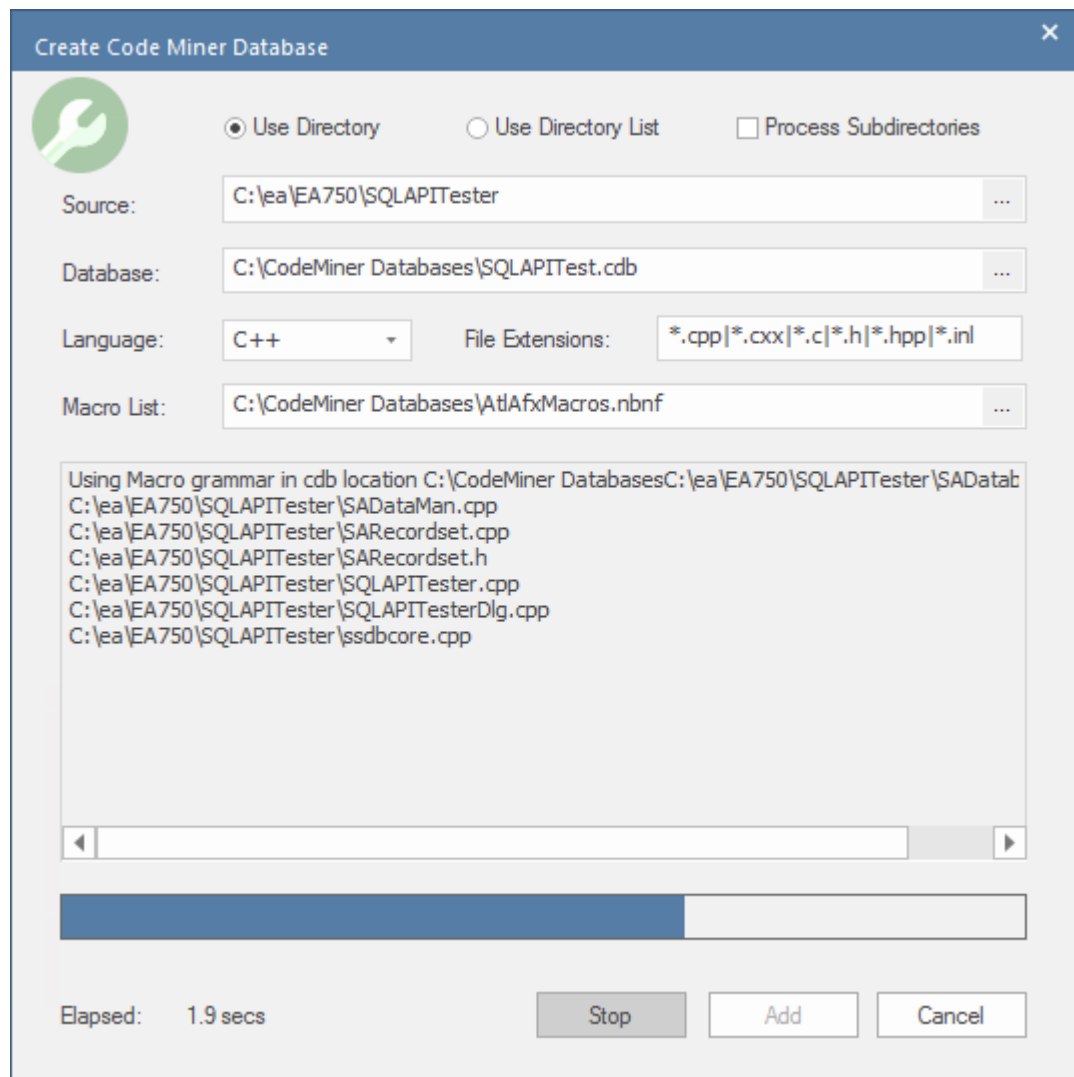 Create Code Miner Database
Use Directory Use Directory List Process Subdirectories
Source: C:\ea\EA750\SQLAPITester ...
Database: C:\CodeMiner Databases\SQLAPITest.cdb ...
Language: C++ File Extensions: *.cpp|*.cxx|*.c|*.h|*.hpp|*.inl
Macro List: C:\CodeMiner Databases\AtlAfxMacros.nbnf ...
Using Macro grammar in cdb location C:\CodeMiner DatabasesC:\ea\EA750\SQLAPITester\SADatab
C:\ea\EA750\SQLAPITester\SADataMan.cpp
C:\ea\EA750\SQLAPITester\SARecordset.cpp
C:\ea\EA750\SQLAPITester\SARecordset.h
C:\ea\EA750\SQLAPITester\SQLAPITester.cpp
C:\ea\EA750\SQLAPITester\SQLAPITesterDlg.cpp
C:\ea\EA750\SQLAPITester\ssdbcore.cpp
Elapsed: 1.9 secs Stop Add Cancel